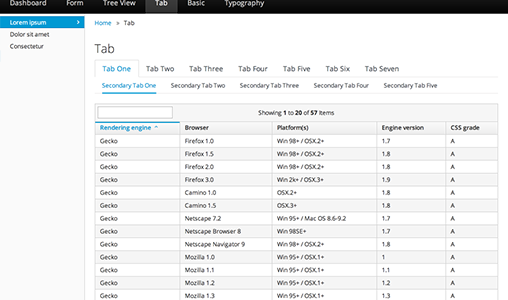 Dashboard Form Tree View Tab Basic Typography
Lorem ipsum
Dolor sit amet
Consectetur
Home » Tab
Tab
Tab One Tab Two Tab Three Tab Four Tab Five Tab Six Tab Seven
Secondary Tab One Secondary Tab Two Secondary Tab Three Secondary Tab Four Secondary Tab Five
Showing 1 to 20 of 57 Items
Rendering engine Browser Platform(s) Engine version CSS grade
Gecko Firefox 1.0 Win 98+ / OSX.2+ 1.7 A
Gecko Firefox 1.5 Win 98+ / OSX.2+ 1.8 A
Gecko Firefox 2.0 Win 98+ / OSX.2+ 1.8 A
Gecko Firefox 3.0 Win 2k+ / OSX.3+ 1.9 A
Gecko Camino 1.0 OSX.2+ 1.8 A
Gecko Camino 1.5 OSX.3+ 1.8 A
Gecko Netscape 7.2 Win 95+ / Mac OS 8.6-9.2 1.7 A
Gecko Netscape Browser 8 Win 98SE+ 1.7 A
Gecko Netscape Navigator 9 Win 98+ / OSX.2+ 1.8 A
Gecko Mozilla 1.0 Win 95+ / OSX.1+ 1 A
Gecko Mozilla 1.1 Win 95+ / OSX.1+ 1.1 A
Gecko Mozilla 1.2 Win 95+ / OSX.1+ 1.2 A
Gecko Mozilla 1.3 Win 95+ / OSX.1+ 1.3 A